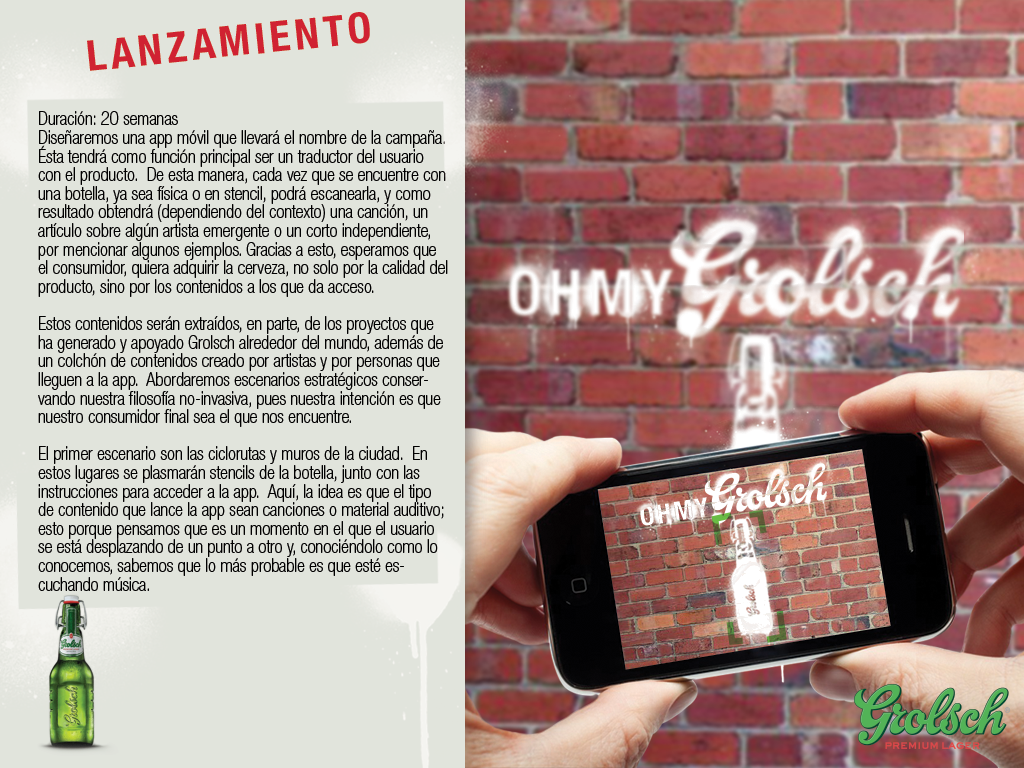 LANZAMIENTO
Duración: 20 semanas
Diseñaremos una app móvil que llevará el nombre de la campaña.
Ésta tendrá como función principal ser un traductor del usuario
con el producto.  De esta manera, cada vez que se encuentre con
una botella, ya sea física o en stencil, podrá escanearla, y como
resultado obtendrá (dependiendo del contexto) una canción, un
artículo sobre algún artista emergente o un corto independiente,
por mencionar algunos ejemplos. Gracias a esto, esperamos que
el consumidor, quiera adquirir la cerveza, no solo por la calidad del
producto, sino por los contenidos a los que da acceso.
Estos contenidos serán extraídos, en parte, de los proyectos que
ha generado y apoyado Grolsch alrededor del mundo, además de
un colchón de contenidos creado por artistas y por personas que
lleguen a la app.  Abordaremos escenarios estratégicos conser-
vando nuestra filosofía no-invasiva, pues nuestra intención es que
nuestro consumidor final sea el que nos encuentre.
El primer escenario son las ciclorutas y muros de la ciudad.  En
estos lugares se plasmarán stencils de la botella, junto con las
instrucciones para acceder a la app.  Aquí, la idea es que el tipo
de contenido que lance la app sean canciones o material auditivo;
esto porque pensamos que es un momento en el que el usuario
se está desplazando de un punto a otro y, conociéndolo como lo
conocemos, sabemos que lo más probable es que esté es-
cuchando música.
Grolsch
Grolsch
OHMY Grolsch
OHMY Grolsch
Grolsch
Grolsch
PREMIUM LAGER